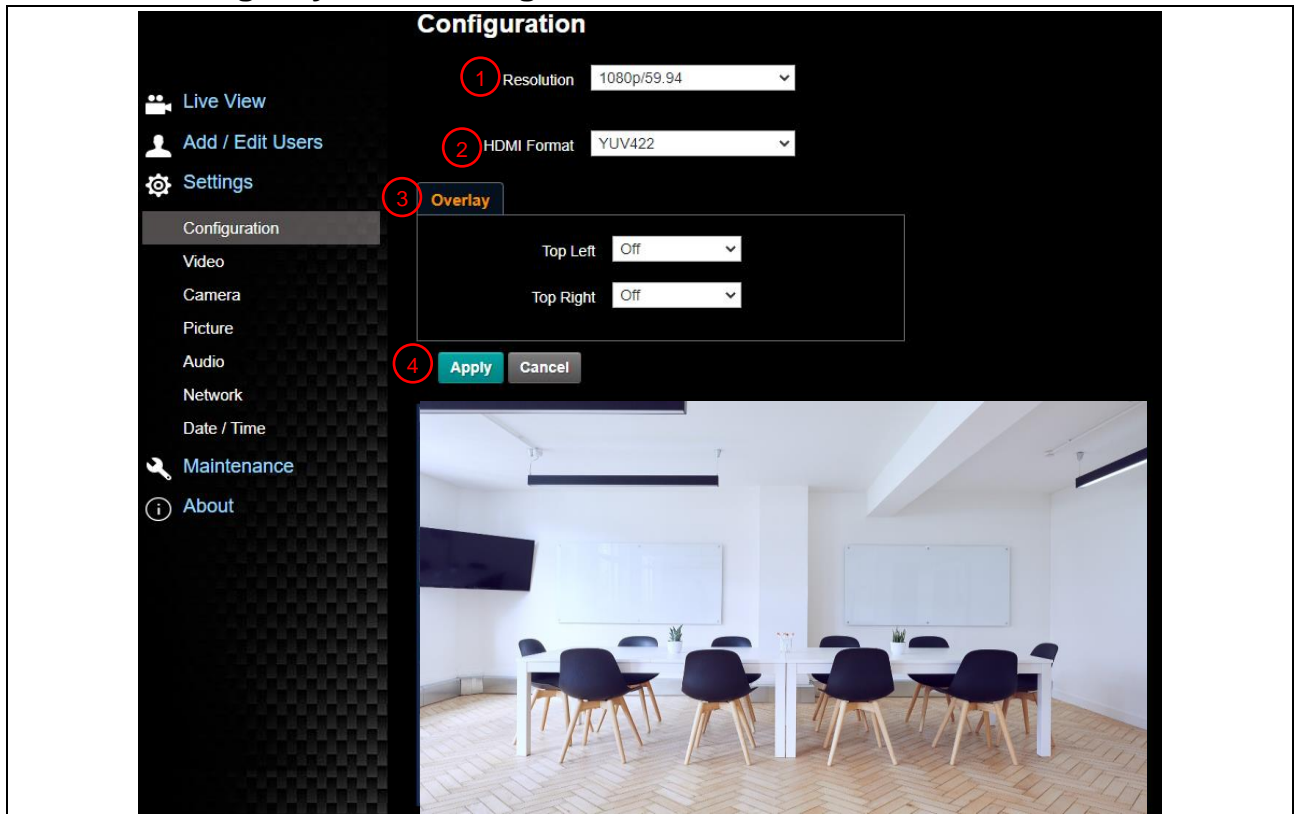 Configuration
1 Resolution 1080p/59.94
Live View
Add / Edit Users
2 HDMI Format YUV422
Settings
3 Overlay
Configuration
Top Left Off
Video
Camera
Top Right Off
Picture
Audio
4 Apply Cancel
Network
Date / Time
Maintenance
About